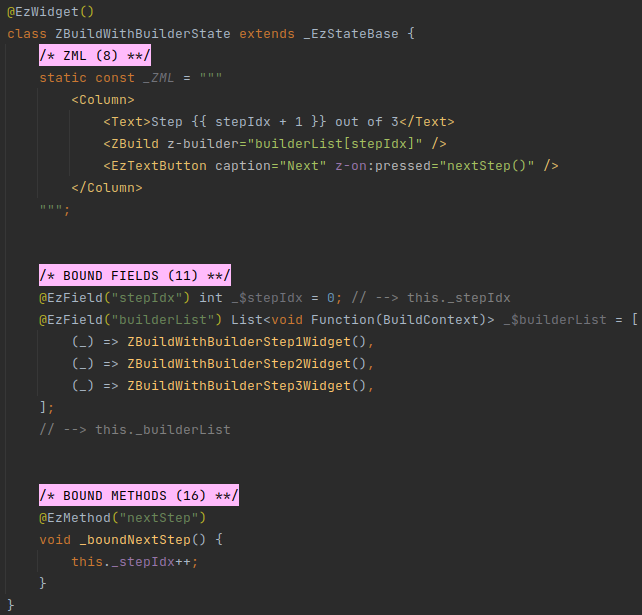 @EzWidget()
class ZBuildWithBuilderState extends _EzStateBase {
    /* ZML (8) **/
    static const _ZML = """
        <Column>
            <Text>Step {{ stepIdx + 1 }} out of 3</Text>
            <ZBuild z-builder="builderList[stepIdx]" />
            <EzTextButton caption="Next" z-on:pressed="nextStep()" />
        </Column>
    """;
    /* BOUND FIELDS (11) **/
    @EzField("stepIdx") int _$stepIdx = 0; // --> this._stepIdx
    @EzField("builderList") List<void Function(BuildContext)> _$builderList = [
        (_) => ZBuildWithBuilderStep1Widget(),
        (_) => ZBuildWithBuilderStep2Widget(),
        (_) => ZBuildWithBuilderStep3Widget(),
    ];
    // --> this._builderList
    /* BOUND METHODS (16) **/
    @EzMethod("nextStep")
    void _boundNextStep() {
        this._stepIdx++;
    }
}